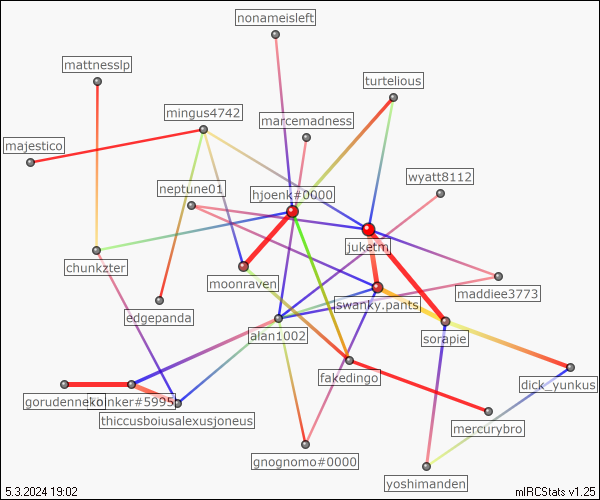 nonameisleft
mattnesslp
turtelious
mingus4742
marcemadness
majestico
wyatt8112
neptune01
hjoenk#0000
juketm
chunkzter
moonraven
maddiee3773
swanky.pants
edgepanda
alan1002
sorapie
fakedingo
dick_yunkus
gorudenneko
oinker#5995
thiccusboiusalexusjoneus
mercurybro
gnognomo#0000
yoshimanden
5.3.2024 19:02
mIRCStats v1.25